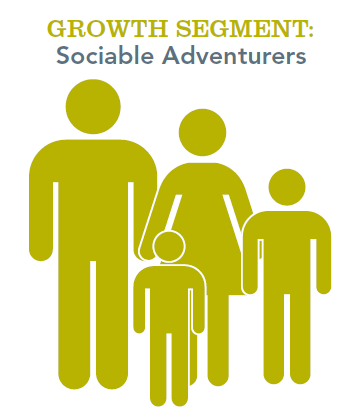 GROWTH SEGMENT:
Sociable Adventurers